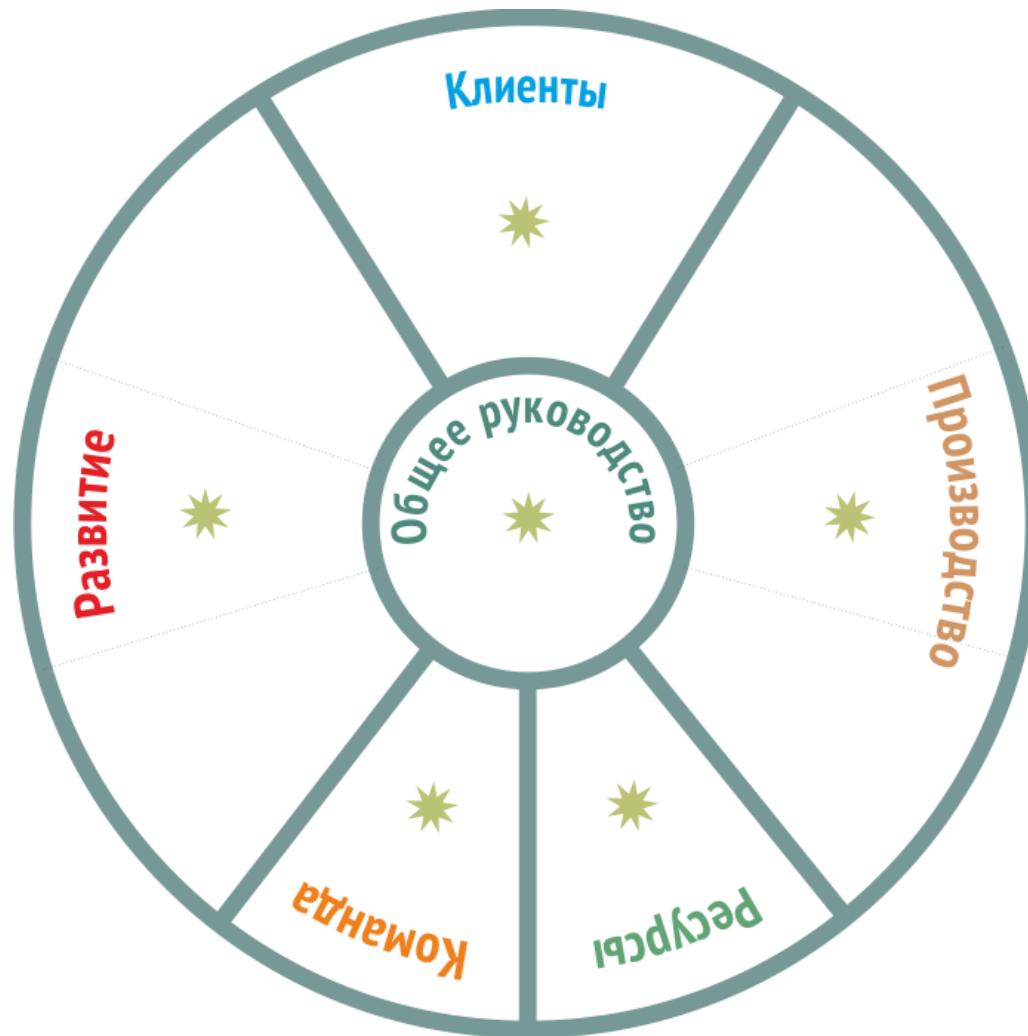 Клиенты
Производство
Ресурсы
Команда
Развитие
Общее руководство